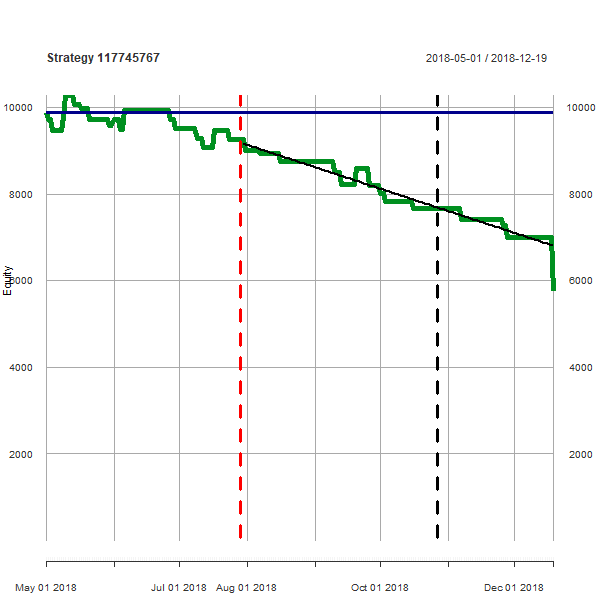 Strategy 117745767
2018-05-01 / 2018-12-19
10000
10000
8000
8000
Equity
6000
6000
4000
4000
2000
2000
May 01 2018
Jul 01 2018
Aug 01 2018
Oct 01 2018
Dec 01 2018